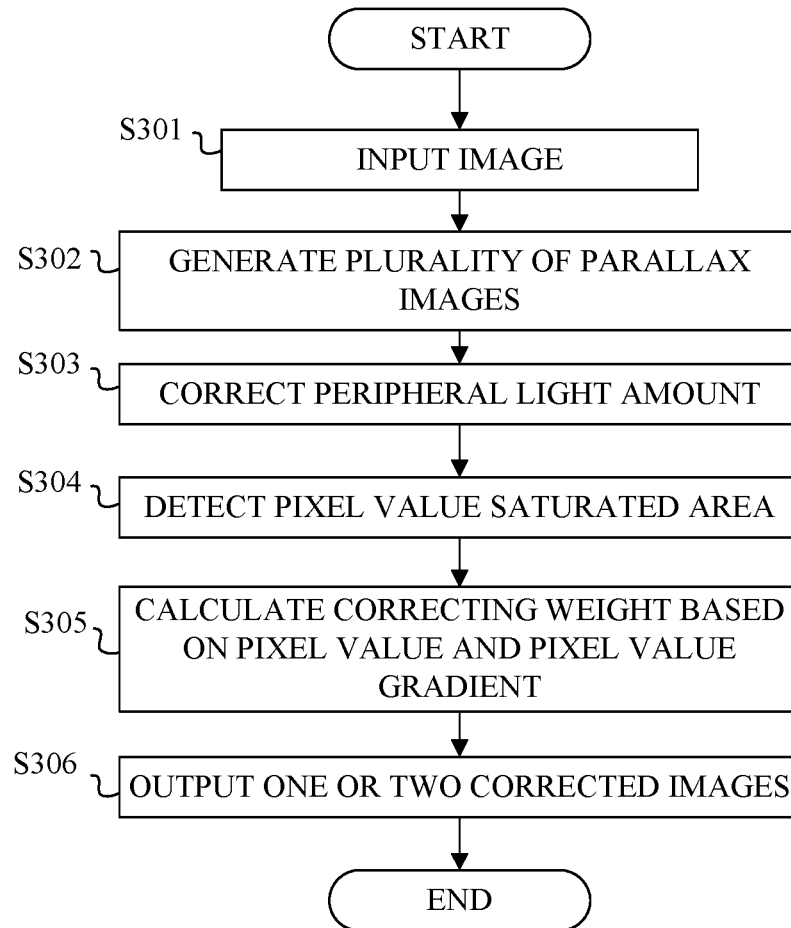 START
S301
INPUT IMAGE
S302
GENERATE PLURALITY OF PARALLAX
IMAGES
S303
CORRECT PERIPHERAL LIGHT AMOUNT
S304
DETECT PIXEL VALUE SATURATED AREA
S305
CALCULATE CORRECTING WEIGHT BASED
ON PIXEL VALUE AND PIXEL VALUE
GRADIENT
S306
OUTPUT ONE OR TWO CORRECTED IMAGES
END